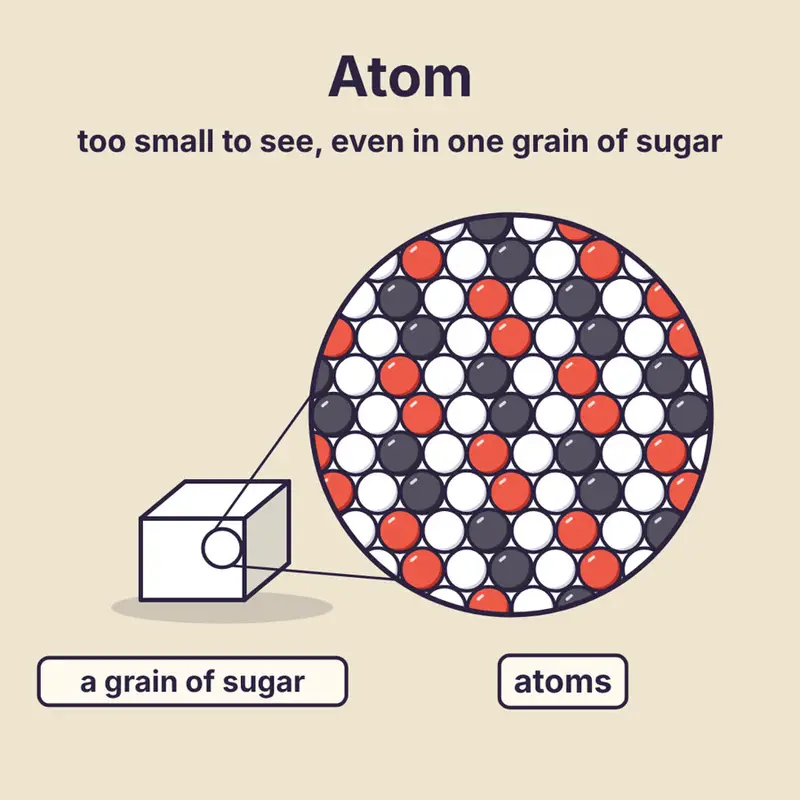 Atom
too small to see, even in one grain of sugar
a grain of sugar
atoms